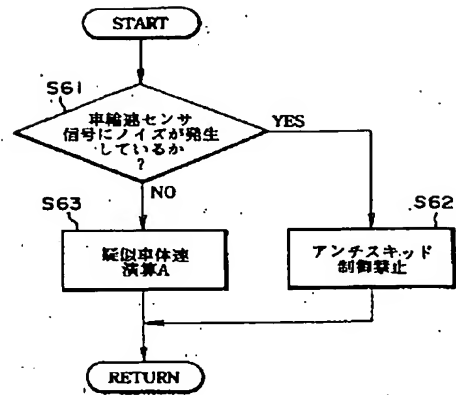 START
S61
車輪速センサ
信号にノイズが発生
しているか
?
YES
NO
S63
疑似車体速
演算A
S62
アンチスキッド
制御禁止
RETURN